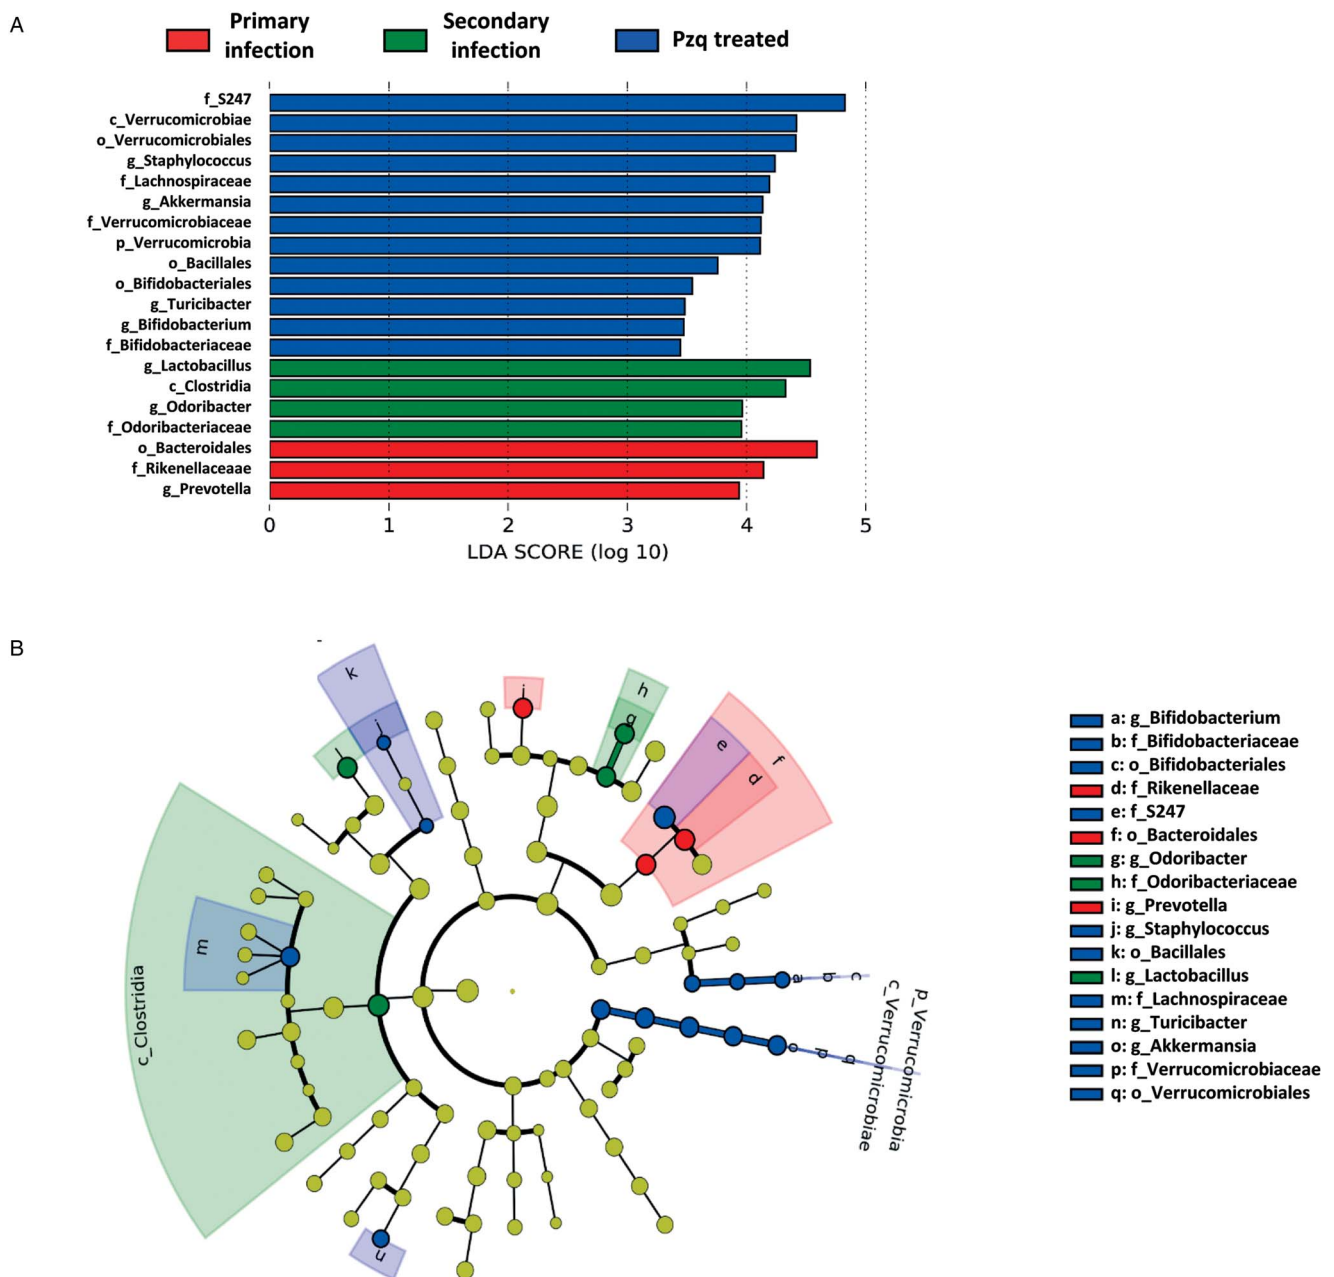 A
Primary
infection
Secondary
infection
Pzq treated
f_S247
c_Verrucomicrobiae
o_Verrucomicrobiales
g_Staphylococcus
f_Lachnospiraceae
g_Akkermansia
f_Verrucomicrobiaceae
p_Verrucomicrobia
o_Bacillales
o_Bifidobacteriales
g_Turicibacter
g_Bifidobacterium
f_Bifidobacteriaceae
g_Lactobacillus
c_Clostridia
g_Odoribacter
f_Odoribacteriaceae
o_Bacteroidales
f_Rikenellaceaae
g_Prevotella
0 1 2 3 4 5
LDA SCORE (log 10)
B
k
j
l
i
h
g
e
f
d
m
c_Clostridia
a b c
o p q
p_Verrucomicrobia
c_Verrucomicrobiae
n
a: g_Bifidobacterium
b: f_Bifidobacteriaceae
c: o_Bifidobacteriales
d: f_Rikenellaceae
e: f_S247
f: o_Bacteroidales
g: g_Odoribacter
h: f_Odoribacteriaceae
i: g_Prevotella
j: g_Staphylococcus
k: o_Bacillales
l: g_Lactobacillus
m: f_Lachnospiraceae
n: g_Turicibacter
o: g_Akkermansia
p: f_Verrucomicrobiaceae
q: o_Verrucomicrobiales